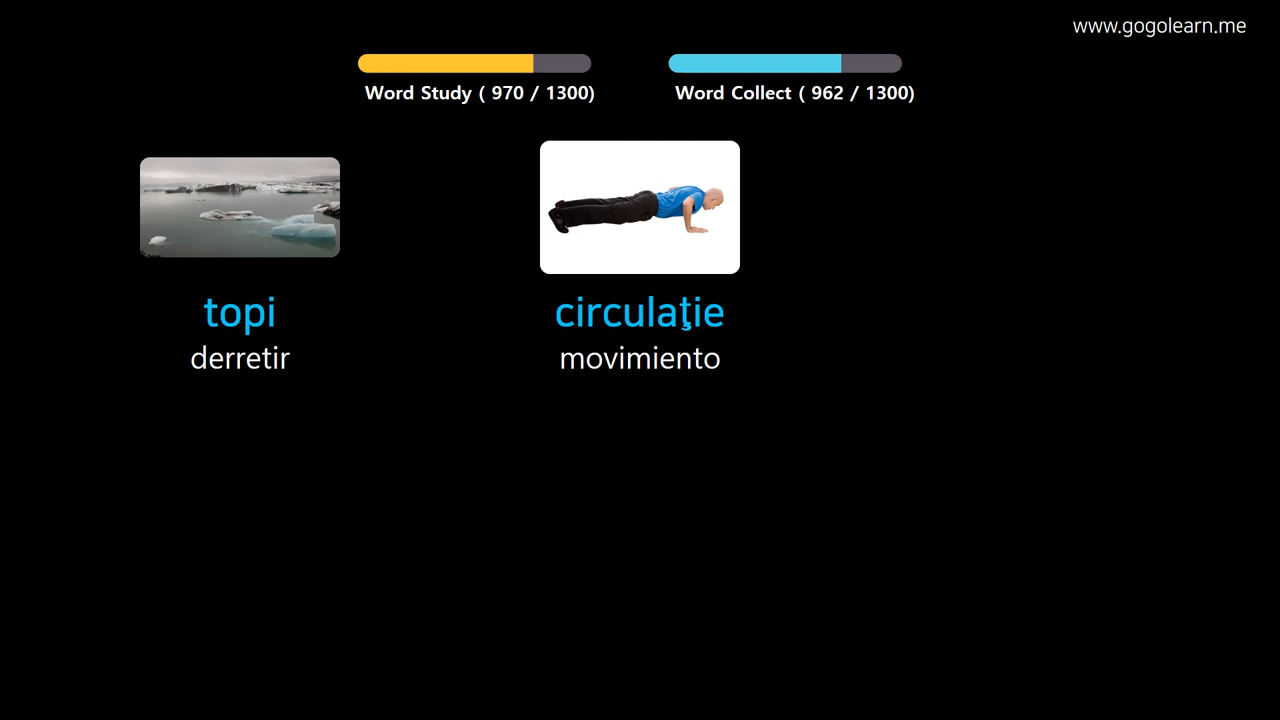 www.gogolearn.me
Word Study ( 970 / 1300)
Word Collect ( 962 / 1300)
topi
derretir
circulaţie
movimiento